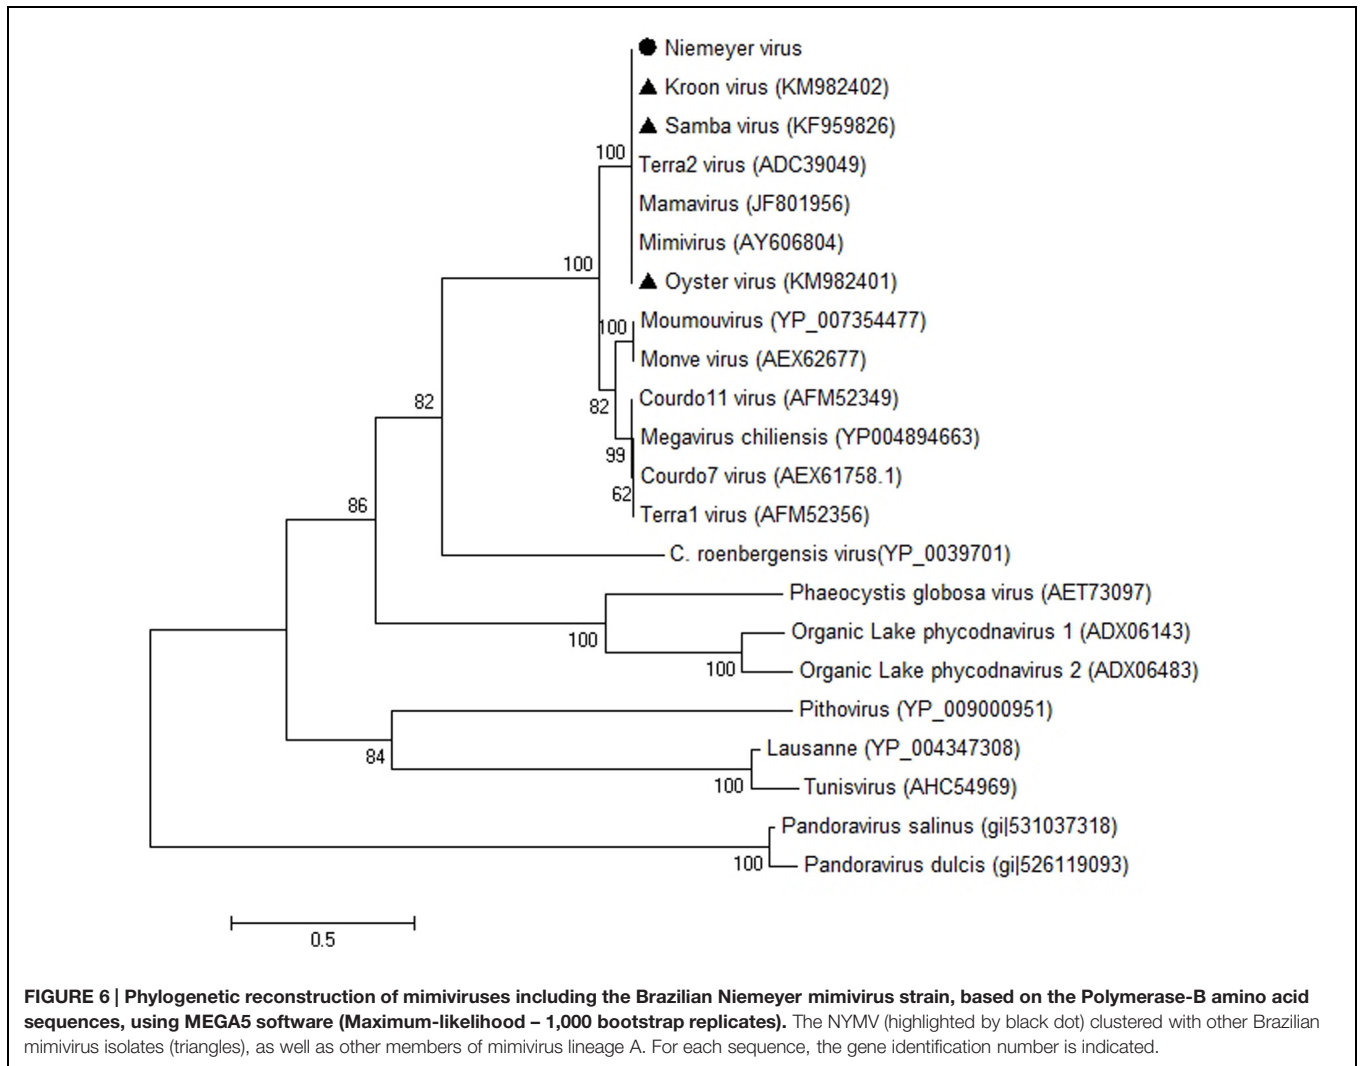 Niemeyer virus
Kroon virus (KM982402)
Samba virus (KF959826)
100
Terra2 virus (ADC39049)
Mamavirus (JF801956)
Mimivirus (AY606804)
100
Oyster virus (KM982401)
Moumouvirus (YP_007354477)
100
Monve virus (AEX62677)
Courdo11 virus (AFM52349)
82
82
Megavirus chiliensis (YP004894663)
99
Courdo7 virus (AEX61758.1)
62
86
Terra1 virus (AFM52356)
C. roenbergensis virus(YP_0039701)
Phaeocystis globosa virus (AET73097)
100
Organic Lake phycodnavirus 1 (ADX06143)
100
Organic Lake phycodnavirus 2 (ADX06483)
Pithovirus (YP_009000951)
84
Lausanne (YP_004347308)
100
Tunisvirus (AHC54969)
Pandoravirus salinus (gi|531037318)
100
Pandoravirus dulcis (gi|526119093)
0.5
FIGURE 6 | Phylogenetic reconstruction of mimiviruses including the Brazilian Niemeyer mimivirus strain, based on the Polymerase-B amino acid
sequences, using MEGA5 software (Maximum-likelihood – 1,000 bootstrap replicates). The NYMV (highlighted by black dot) clustered with other Brazilian
mimivirus isolates (triangles), as well as other members of mimivirus lineage A. For each sequence, the gene identification number is indicated.